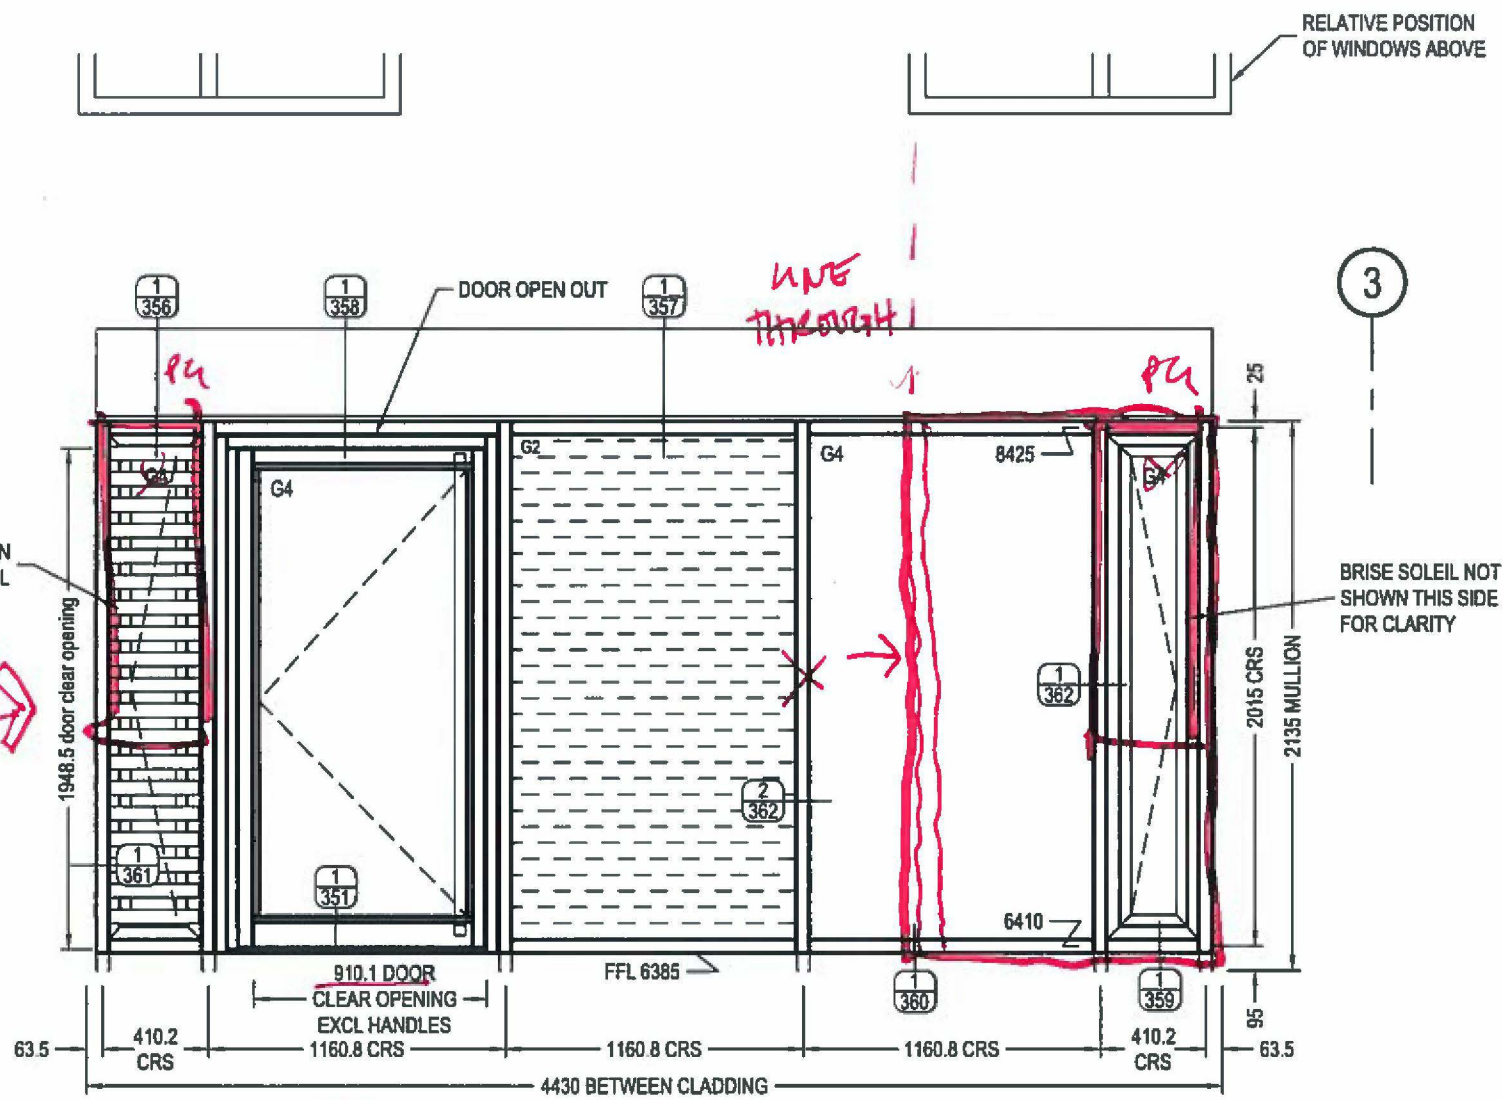 RELATIVE POSITION
OF WINDOWS ABOVE
3
1
356
1
358
DOOR OPEN OUT
1
357
LINE
THROUGH
25
G4
G4
G2
G4
8425
G4
N
L
BRISE SOLEIL NOT
SHOWN THIS SIDE
FOR CLARITY
1948.5 door clear opening
1
362
2015 CRS
2135 MULLION
2
362
1
361
1
351
6410
910.1 DOOR
CLEAR OPENING
EXCL HANDLES
FFL 6385
1
360
1
359
95
63.5
410.2
CRS
1160.8 CRS
1160.8 CRS
1160.8 CRS
410.2
CRS
63.5
4430 BETWEEN CLADDING